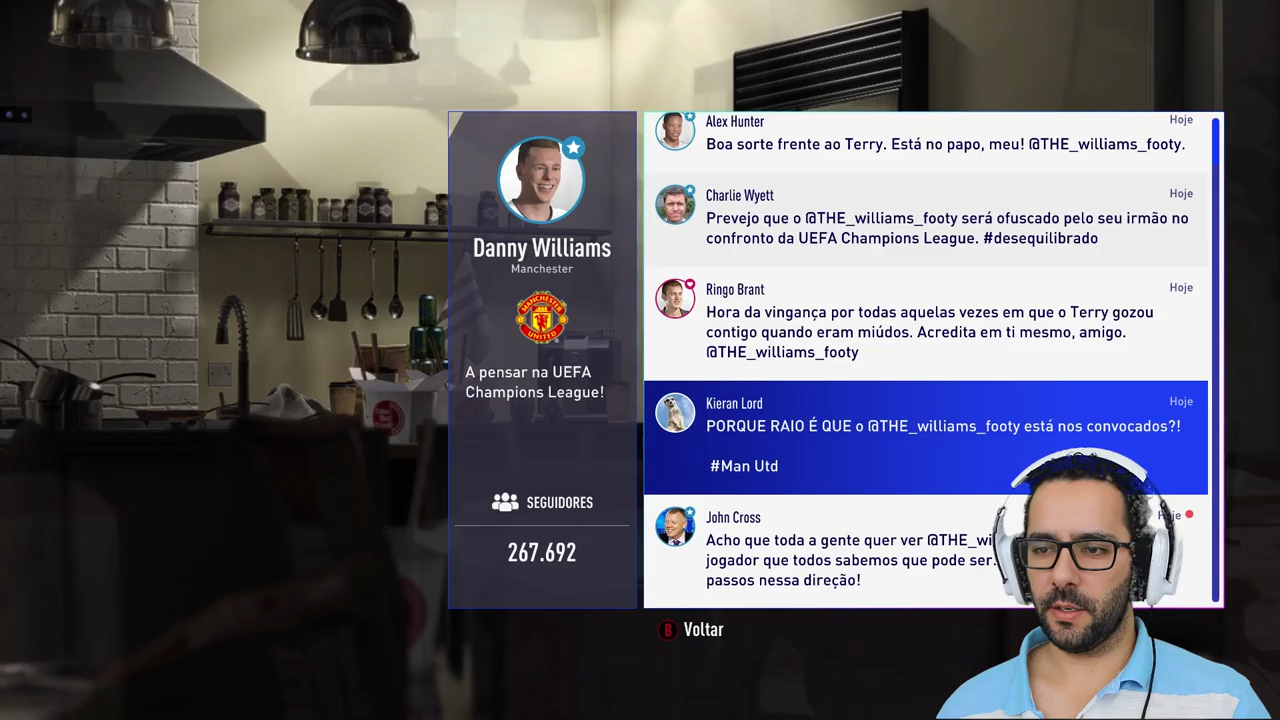 Danny Williams
Manchester
MANCHESTER
UNITED
A pensar na UEFA
Champions League!
SEGUIDORES
267.692
Alex Hunter
Hoje
Boa sorte frente ao Terry. Está no papo, meu! @THE_williams_footy.
Charlie Wyett
Hoje
Prevejo que o @THE_williams_footy será ofuscado pelo seu irmão no
confronto da UEFA Champions League. #desequilibrado
Ringo Brant
Hoje
Hora da vingança por todas aquelas vezes em que o Terry gozou
contigo quando eram miúdos. Acredita em ti mesmo, amigo.
@THE_williams_footy
Kieran Lord
Hoje
PORQUE RAIO É QUE o @THE_williams_footy está nos convocados?!
#Man Utd
John Cross
Hoje
Acho que toda a gente quer ver @THE_wi
jogador que todos sabemos que pode ser.
passos nessa direção!
B Voltar